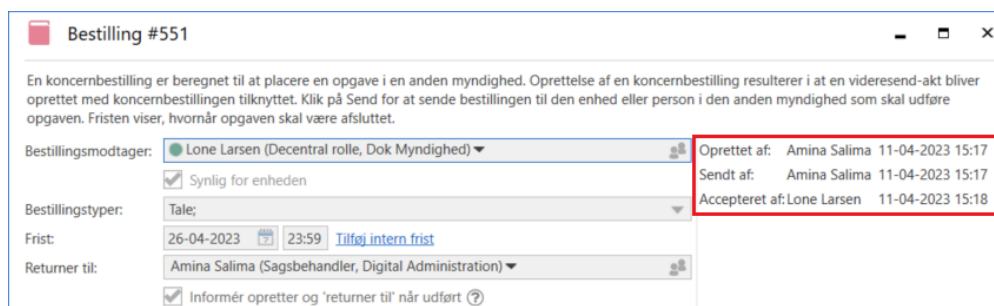 Bestilling #551
En koncernbestilling er beregnet til at placere en opgave i en anden myndighed. Oprettelse af en koncernbestilling resulterer i at en videresend-akt bliver
oprettet med koncernbestillingen tilknyttet. Klik på Send for at sende bestillingen til den enhed eller person i den anden myndighed som skal udføre
opgaven. Fristen viser, hvornår opgaven skal være afsluttet.
Bestillingsmodtager: Lone Larsen (Decentral rolle, Dok Myndighed) Oprettet af: Amina Salima 11-04-2023 15:17
Synlig for enheden Sendt af: Amina Salima 11-04-2023 15:17
Bestillingstyper: Tale; Accepteret af: Lone Larsen 11-04-2023 15:18
Frist: 26-04-2023 23:59 Tilføj intern frist
Returner til: Amina Salima (Sagsbehandler, Digital Administration)
Informér opretter og 'returner til' når udført ?